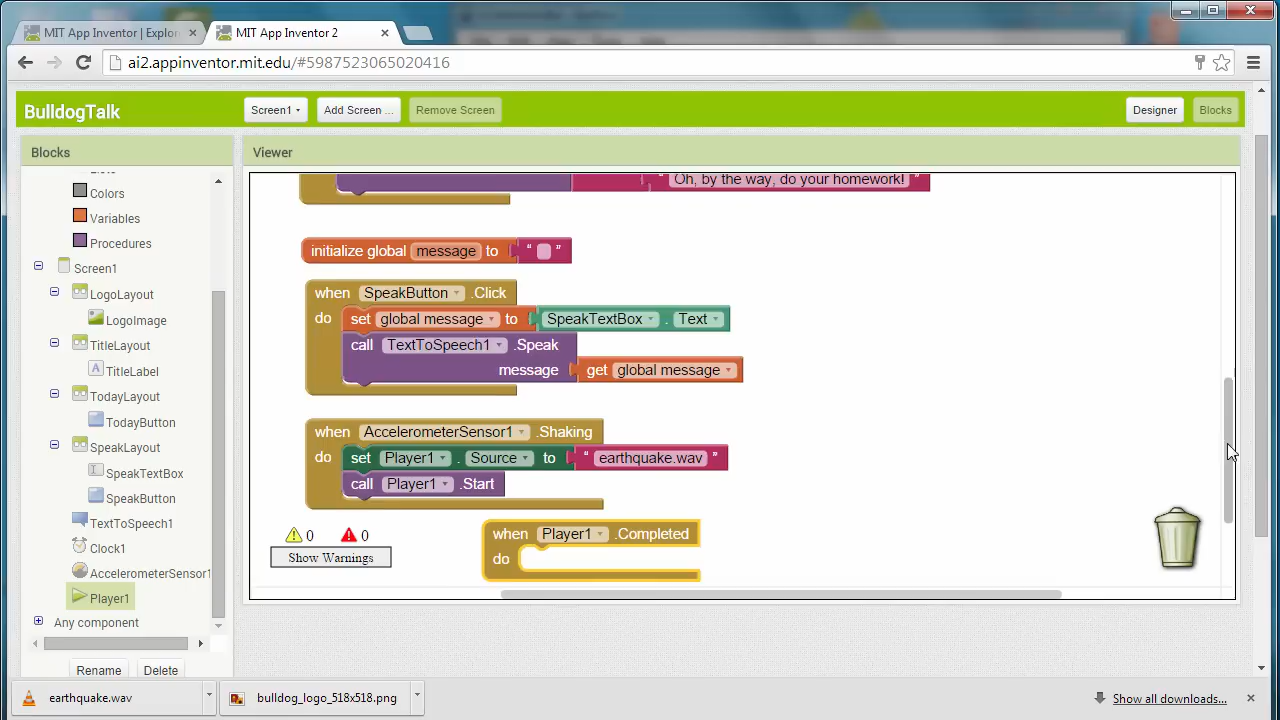 MIT App Inventor | Explor
MIT App Inventor 2
ai2.appinventor.mit.edu/#5987523065020416
BulldogTalk
Screen1
Add Screen ...
Remove Screen
Designer
Blocks
Blocks
Viewer
Colors
Variables
Procedures
Screen1
LogoLayout
LogoImage
TitleLayout
A TitleLabel
TodayLayout
TodayButton
SpeakLayout
SpeakTextBox
SpeakButton
TextToSpeech1
Clock1
AccelerometerSensor1
Player1
Any component
Rename
Delete
" Oh, by the way, do your homework!
initialize global message to " "
when SpeakButton .Click
do set global message to SpeakTextBox . Text
call TextToSpeech1 .Speak
message get global message
when AccelerometerSensor1 .Shaking
do set Player1 . Source to " earthquake.wav "
call Player1 .Start
when Player1 .Completed
do
0 0
Show Warnings
earthquake.wav
bulldog_logo_518x518.png
Show all downloads...